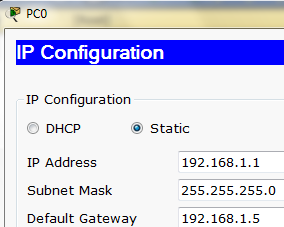 PC0
IP Configuration
IP Configuration
DHCP Static
IP Address 192.168.1.1
Subnet Mask 255.255.255.0
Default Gateway 192.168.1.5